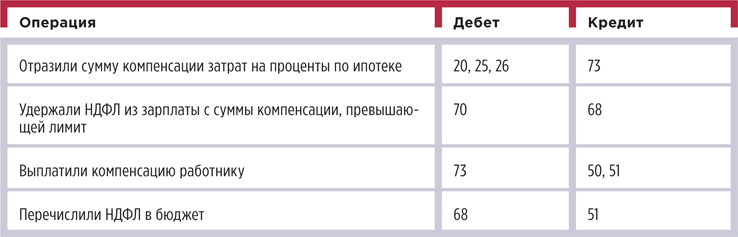 Операция Дебет Кредит
Отразили сумму компенсации затрат на проценты по ипотеке 20, 25, 26 73
Удержали НДФЛ из зарплаты с суммы компенсации, превышаю- 70 68
щей лимит
Выплатили компенсацию работнику 73 50, 51
Перечислили НДФЛ в бюджет 68 51